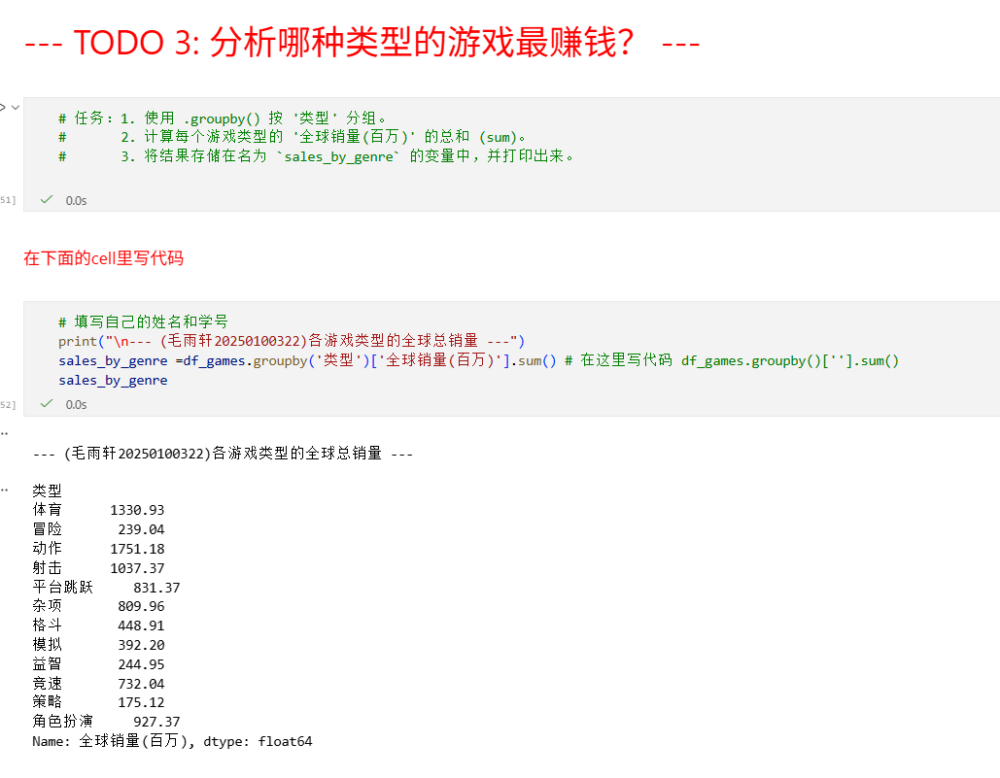 --- TODO 3: 分析哪种类型的游戏最赚钱？ ---
# 任务：1. 使用 .groupby() 按 '类型' 分组。
#       2. 计算每个游戏类型的 '全球销量(百万)' 的总和 (sum)。
#       3. 将结果存储在名为 `sales_by_genre` 的变量中，并打印出来。
51]
0.0s
在下面的cell里写代码
# 填写自己的姓名和学号
print("\n--- (毛雨轩20250100322)各游戏类型的全球总销量 ---")
sales_by_genre =df_games.groupby('类型')['全球销量(百万)'].sum() # 在这里写代码 df_games.groupby()[''].sum()
sales_by_genre
52]
0.0s
--- (毛雨轩20250100322)各游戏类型的全球总销量 ---
类型
体育      1330.93
冒险       239.04
动作      1751.18
射击      1037.37
平台跳跃     831.37
杂项       809.96
格斗       448.91
模拟       392.20
益智       244.95
竞速       732.04
策略       175.12
角色扮演     927.37
Name: 全球销量(百万), dtype: float64